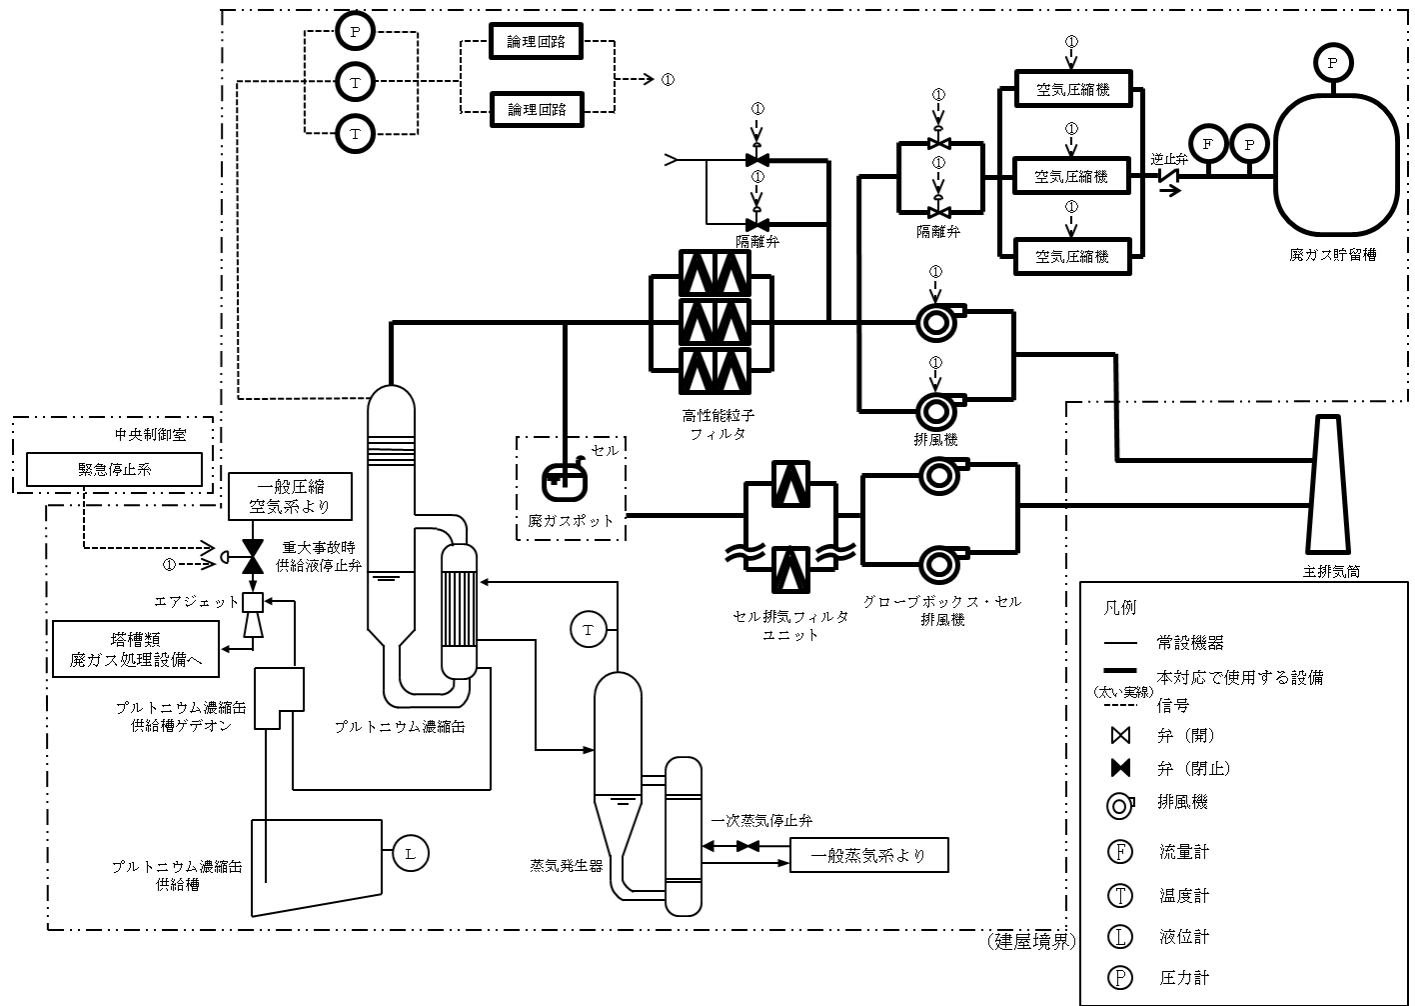 P
T
T
論理回路
論理回路
①
①
①
隔離弁
①
①
隔離弁
①
空気圧縮機
①
空気圧縮機
①
空気圧縮機
逆止弁
F
P
P
廃ガス貯留槽
高性能粒子
フィルタ
①
①
排風機
セル
廃ガスポット
セル排気フィルタ
ユニット
グローブボックス・セル
排風機
主排気筒
中央制御室
緊急停止系
一般圧縮
空気系より
重大事故時
供給液停止弁
①
エアジェット
塔槽類
廃ガス処理設備へ
プルトニウム濃縮缶
供給槽ゲデオン
プルトニウム濃縮缶
T
プルトニウム濃縮缶
供給槽
L
蒸気発生器
一次蒸気停止弁
一般蒸気系より
(建屋境界)
凡例
常設機器
本対応で使用する設備
(太い実線)
信号
弁（開）
弁（閉止）
排風機
F
流量計
T
温度計
L
液位計
P
圧力計